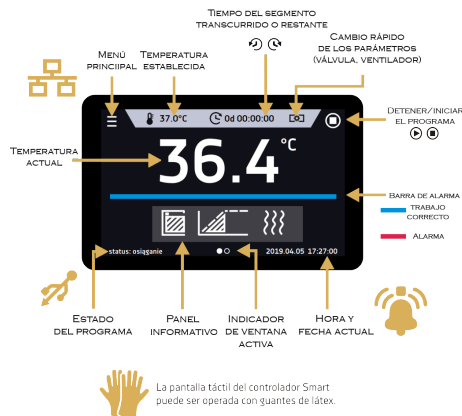 TIEMPO DEL SEGMENTO
TRANSCURRIDO O RESTANTE
CAMBIO RÁPIDO
DE LOS PARÁMETROS
(VÁLVULA, VENTILADOR)
MENÚ
PRINCIIPAL
TEMPERATURA
ESTABLECIDA
DETENER/INICIAR
EL PROGRAMA
37.0°C
0d 00:00:00
TEMPERATURA
ACTUAL
36.4°C
BARRA DE ALARMA
TRABAJO
CORRECTO
ALARMA
status: osiąganie
2019.04.05 17:27:00
ESTADO
DEL PROGRAMA
PANEL
INFORMATIVO
INDICADOR
DE VENTANA
ACTIVA
HORA Y
FECHA ACTUAL
La pantalla táctil del controlador Smart
puede ser operada con guantes de látex.